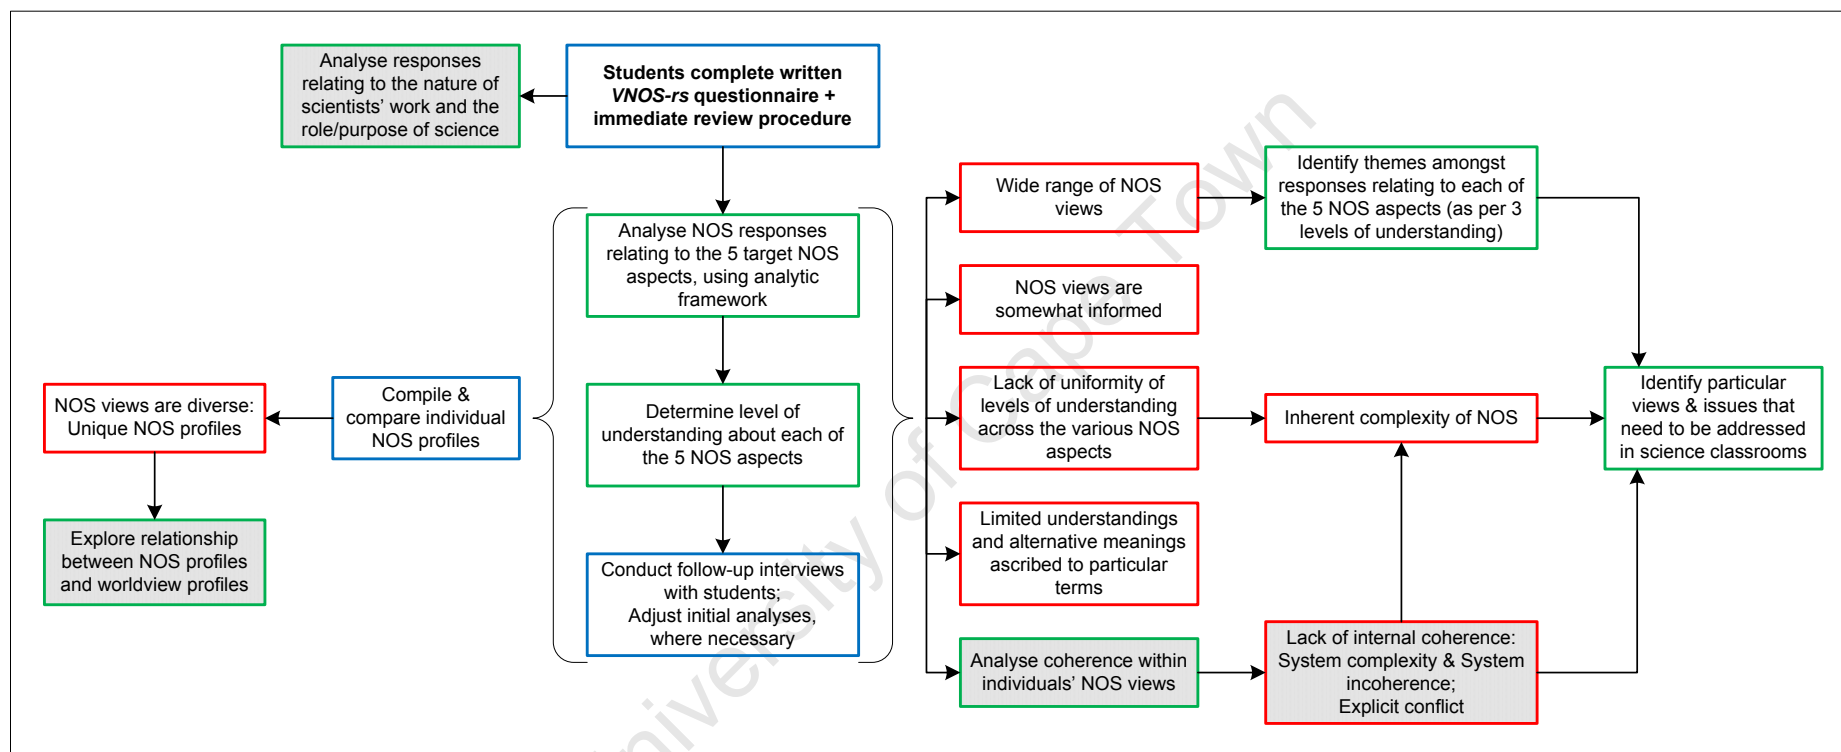 Analyse responses
relating to the nature of
scientists’ work and the
role/purpose of science
Students complete written
VNOS-rs questionnaire +
immediate review procedure
Analyse NOS responses
relating to the 5 target NOS
aspects, using analytic
framework
Determine level of
understanding about each of
the 5 NOS aspects
Conduct follow-up interviews
with students;
Adjust initial analyses,
where necessary
Compile &
compare individual
NOS profiles
NOS views are diverse:
Unique NOS profiles
Explore relationship
between NOS profiles
and worldview profiles
Wide range of NOS
views
NOS views are
somewhat informed
Lack of uniformity of
levels of understanding
across the various NOS
aspects
Limited understandings
and alternative meanings
ascribed to particular
terms
Analyse coherence within
individuals’ NOS views
Identify themes amongst
responses relating to each of
the 5 NOS aspects (as per 3
levels of understanding)
Inherent complexity of NOS
Lack of internal coherence:
System complexity & System
incoherence;
Explicit conflict
Identify particular
views & issues that
need to be addressed
in science classrooms
University of Cape Town